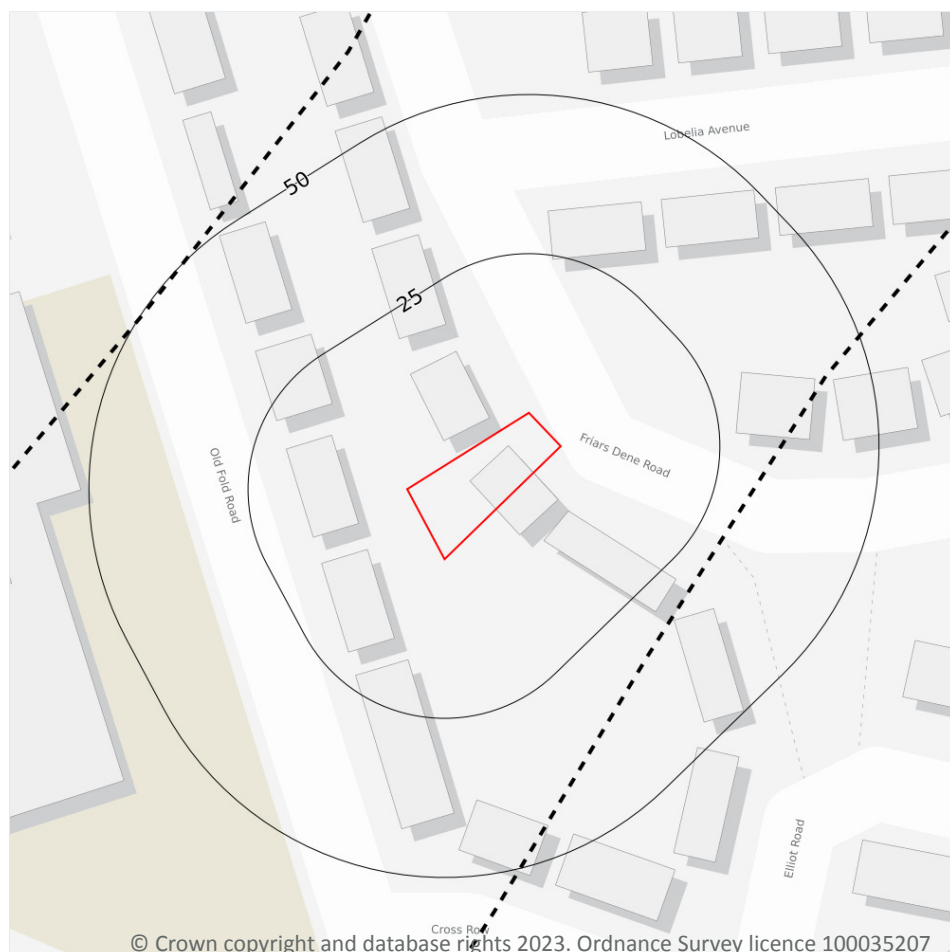 Lobelia Avenue
50
25
Friars Dene Road
Old Fold Road
Elliot Road
Cross Row
© Crown copyright and database rights 2023. Ordnance Survey licence 100035207